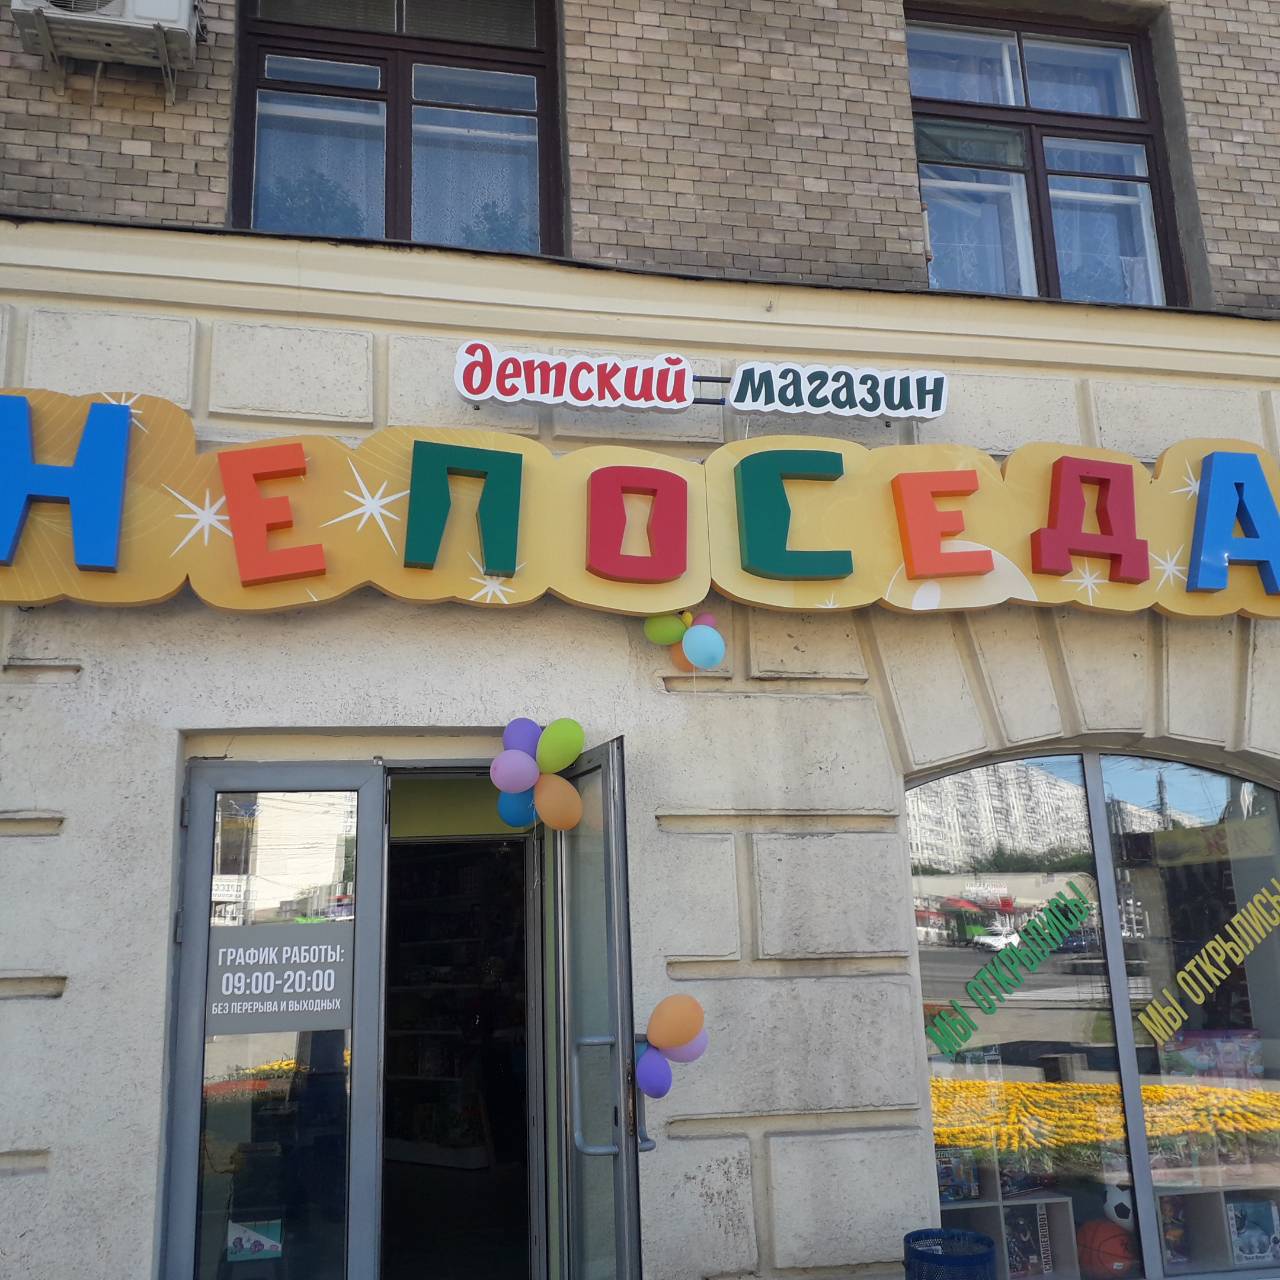 детский магазин
НЕПОСЕДА
ГРАФИК РАБОТЫ:
09:00-20:00
БЕЗ ПЕРЕРЫВА И ВЫХОДНЫХ
МЫ ОТКРЫЛИСЬ!
МЫ ОТКРЫЛИСЬ